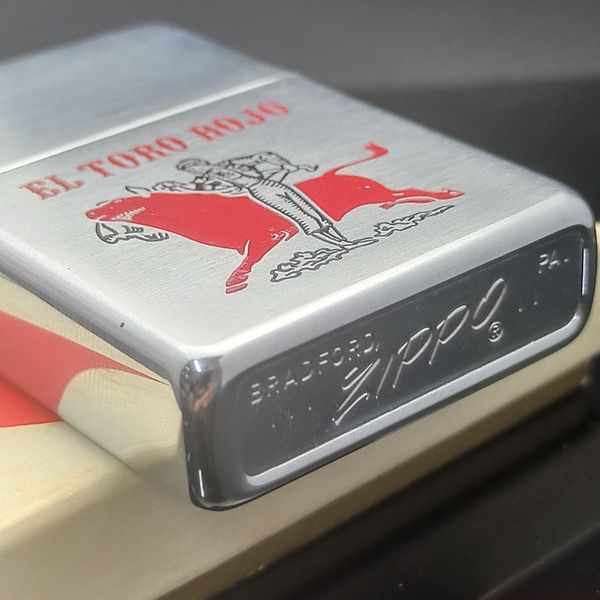 EL TORO ROJO
BRADFORD, ZIPPO ® PA.